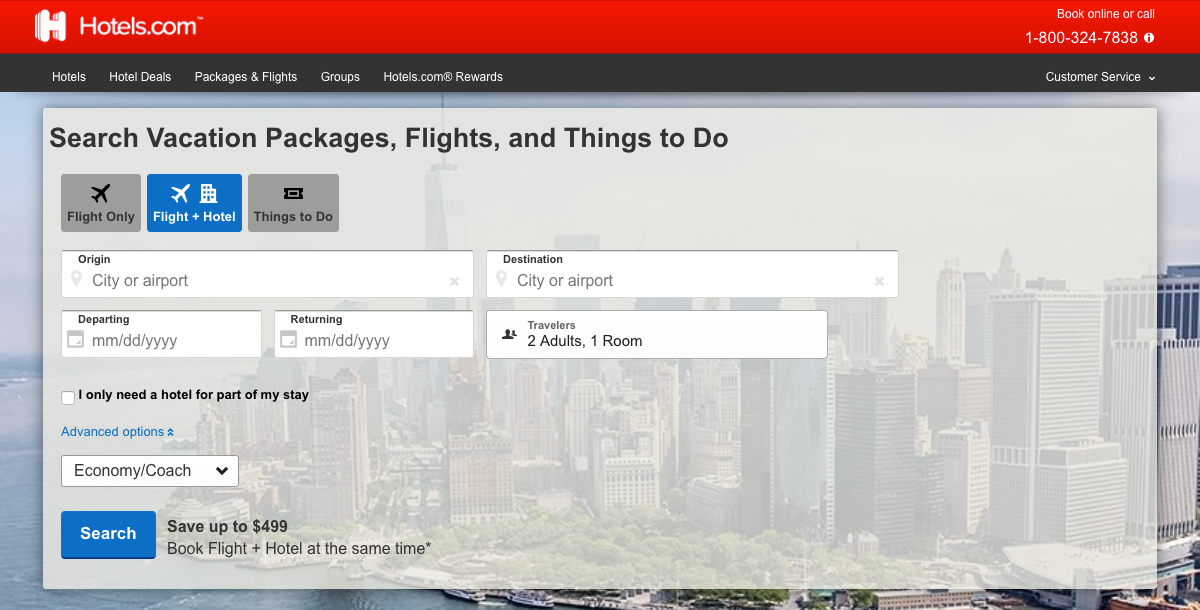 Hotels.com™
Book online or call
1-800-324-7838
Hotels
Hotel Deals
Packages & Flights
Groups
Hotels.com® Rewards
Customer Service
Search Vacation Packages, Flights, and Things to Do
Flight Only
Flight + Hotel
Things to Do
Origin
City or airport
Destination
City or airport
Departing
mm/dd/yyyy
Returning
mm/dd/yyyy
Travelers
2 Adults, 1 Room
I only need a hotel for part of my stay
Advanced options
Economy/Coach
Search
Save up to $499
Book Flight + Hotel at the same time*